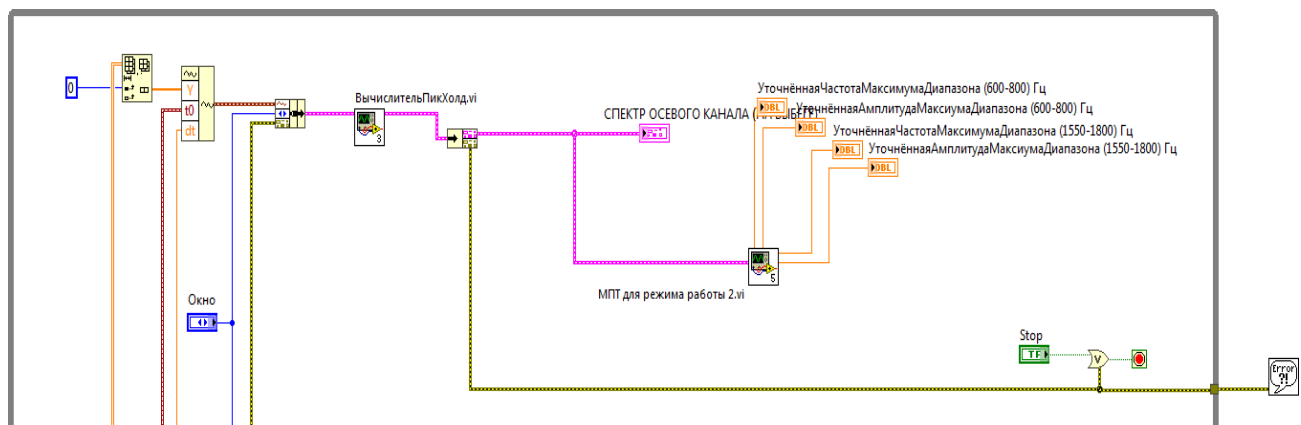 УточнённаяЧастотаМаксимумаДиапазона (600-800) Гц
ВычислительПикХолд.vi
СПЕКТР ОСЕВОГО КАНАЛА (
УточнённаяАмплитудаМаксиумаДиапазона (600-800) Гц
DBL
DBL
УточнённаяЧастотаМаксимумаДиапазона (1550-1800) Гц
DBL
УточнённаяАмплитудаМаксиумаДиапазона (1550-1800) Гц
DBL
0
Y
t0
dt
3
5
МПТ для режима работы 2.vi
Окно
Stop
TF
V
Error
?!